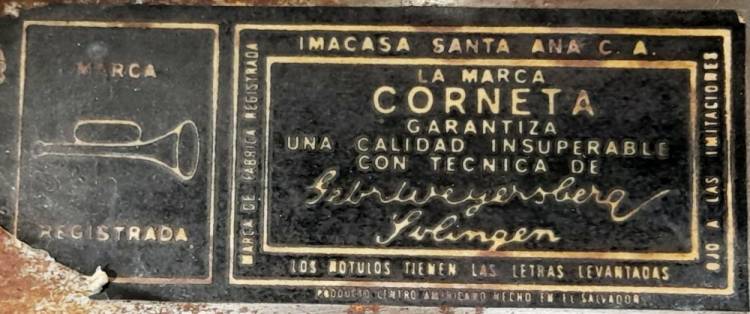 MARCA
REGISTRADA
MARCA DE FABRICA REGISTRADA
IMACASA SANTA ANA C. A.
LA MARCA
CORNETA
GARANTIZA
UNA CALIDAD INSUPERABLE
CON TECNICA DE
Gebr Weyersberg
Solingen
OJO A LAS IMITACIONES
LOS ROTULOS TIENEN LAS LETRAS LEVANTADAS
PRODUCTO CENTRO AMERICANO HECHO EN EL SALVADOR